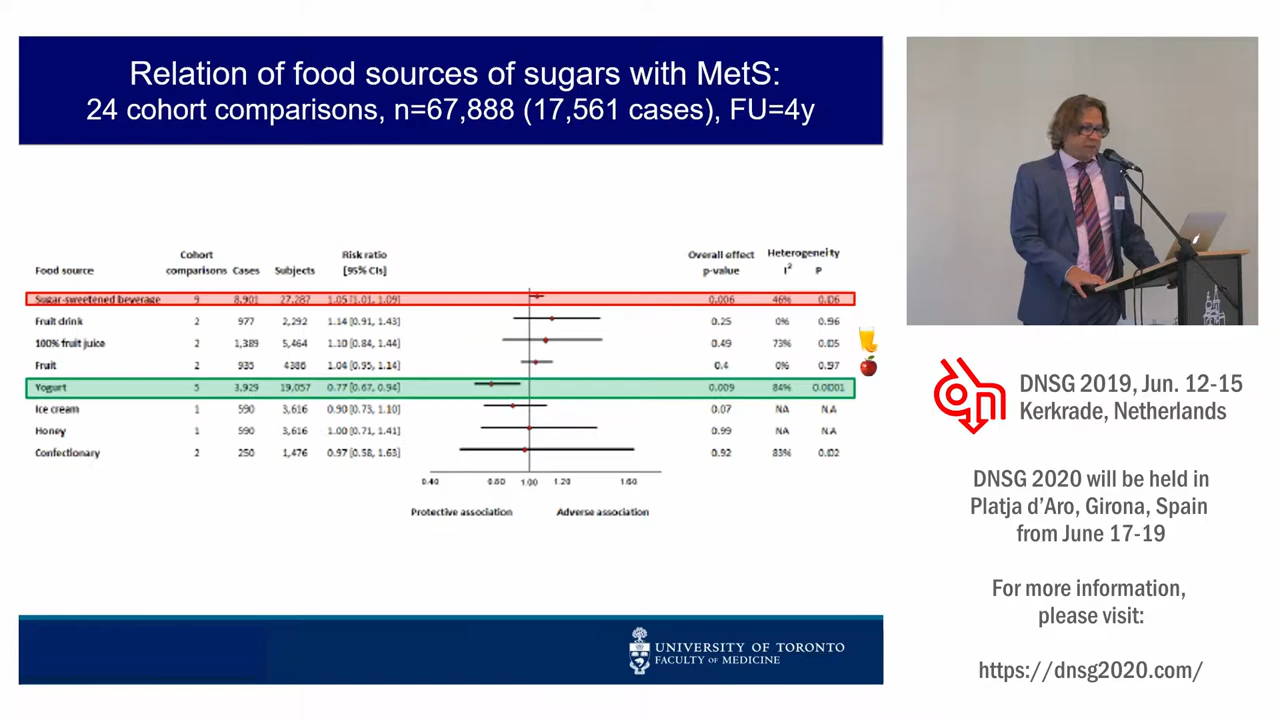 Relation of food sources of sugars with MetS:
24 cohort comparisons, n=67,888 (17,561 cases), FU=4y
Cohort Risk ratio Overall effect Heterogeneity
Food source comparisons Cases Subjects [95% CIs] p-value I2 P
Sugar-sweetened beverage 9 8,901 27,287 1.05 [1.01, 1.09] 0.006 46% 0.06
Fruit drink 2 977 2,292 1.14 [0.91, 1.43] 0.25 0% 0.96
100% fruit juice 2 1,389 5,464 1.10 [0.84, 1.44] 0.49 73% 0.05
Fruit 2 935 4386 1.04 [0.95, 1.14] 0.4 0% 0.97
Yogurt 5 3,929 19,057 0.77 [0.67, 0.94] 0.009 84% 0.0001
Ice cream 1 590 3,616 0.90 [0.73, 1.10] 0.07 NA N.A
Honey 1 590 3,616 1.00 [0.71, 1.41] 0.99 NA N.A
Confectionary 2 250 1,476 0.97 [0.58, 1.63] 0.92 83% 0.02
0.40 0.80 1.00 1.20 1.60
Protective association Adverse association
UNIVERSITY OF TORONTO
FACULTY OF MEDICINE
DNSG 2019, Jun. 12-15
Kerkrade, Netherlands
DNSG 2020 will be held in
Platja d'Aro, Girona, Spain
from June 17-19
For more information,
please visit:
https://dnsg2020.com/